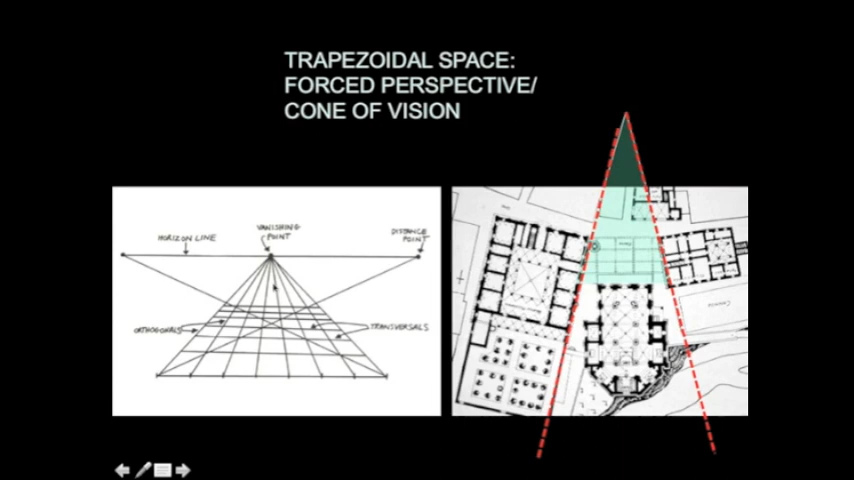 TRAPEZOIDAL SPACE:
FORCED PERSPECTIVE/
CONE OF VISION
HORIZON LINE
VANISHING
POINT
DISTANCE
POINT
ORTHOGONALS
TRANSVERSALS